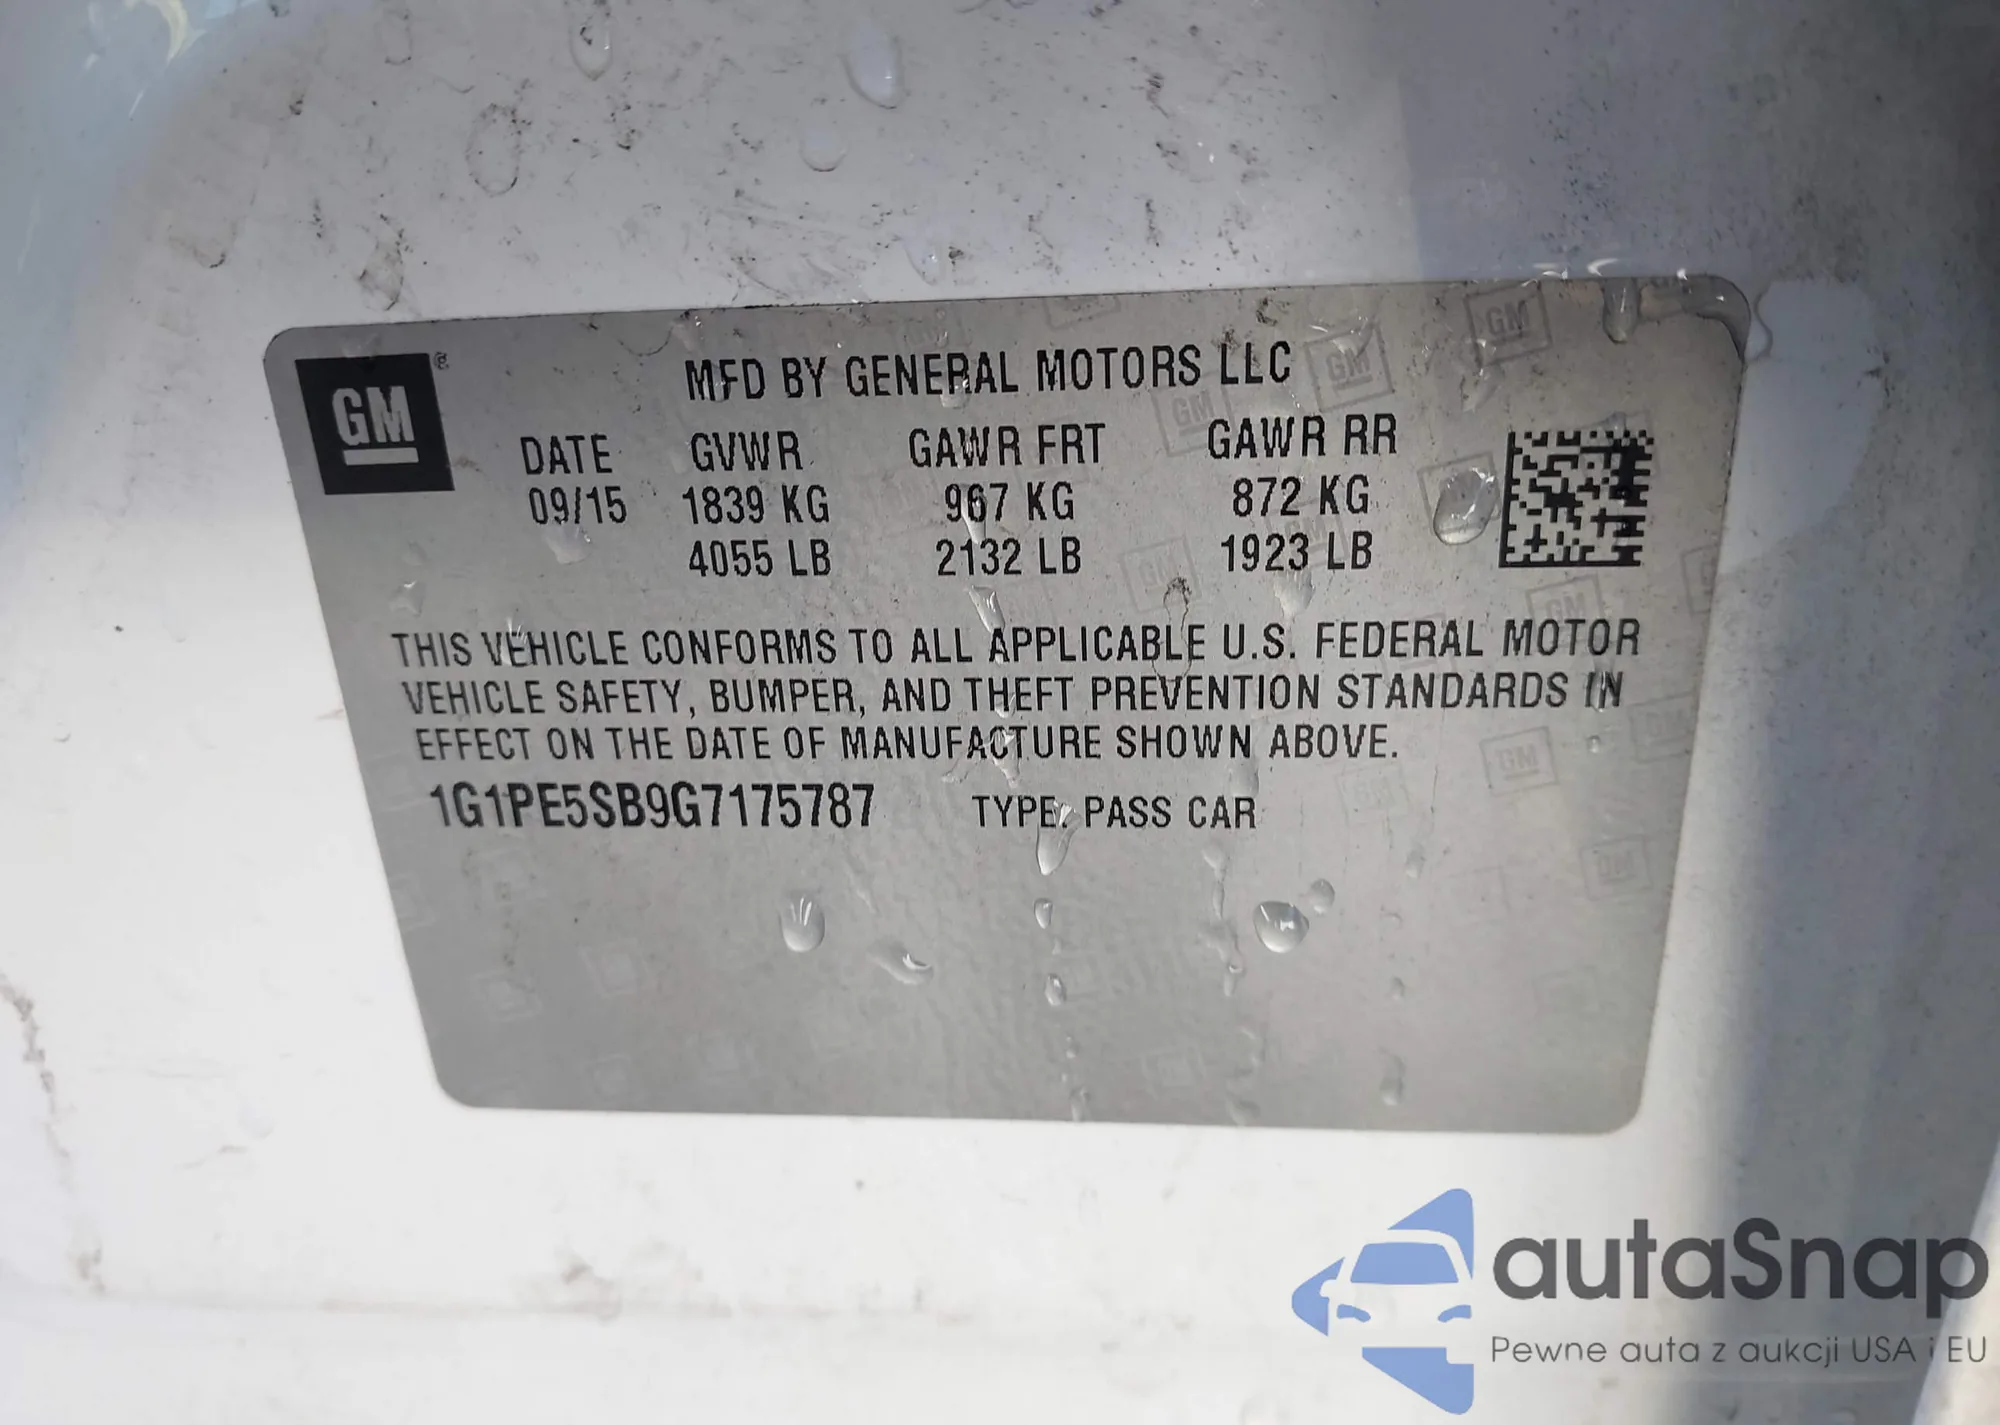 GM®
MFD BY GENERAL MOTORS LLC
DATE GVWR GAWR FRT GAWR RR
09/15 1839 KG 967 KG 872 KG
4055 LB 2132 LB 1923 LB
THIS VEHICLE CONFORMS TO ALL APPLICABLE U.S. FEDERAL MOTOR
VEHICLE SAFETY, BUMPER, AND THEFT PREVENTION STANDARDS IN
EFFECT ON THE DATE OF MANUFACTURE SHOWN ABOVE.
1G1PE5SB9G7175787 TYPE: PASS CAR
autaSnap
Pewne auta z aukcji USA i EU